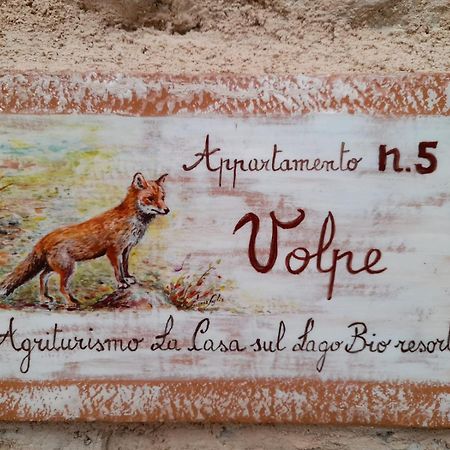 Appartamento n.5
Volpe
Agriturismo La Casa sul Lago Bio resort